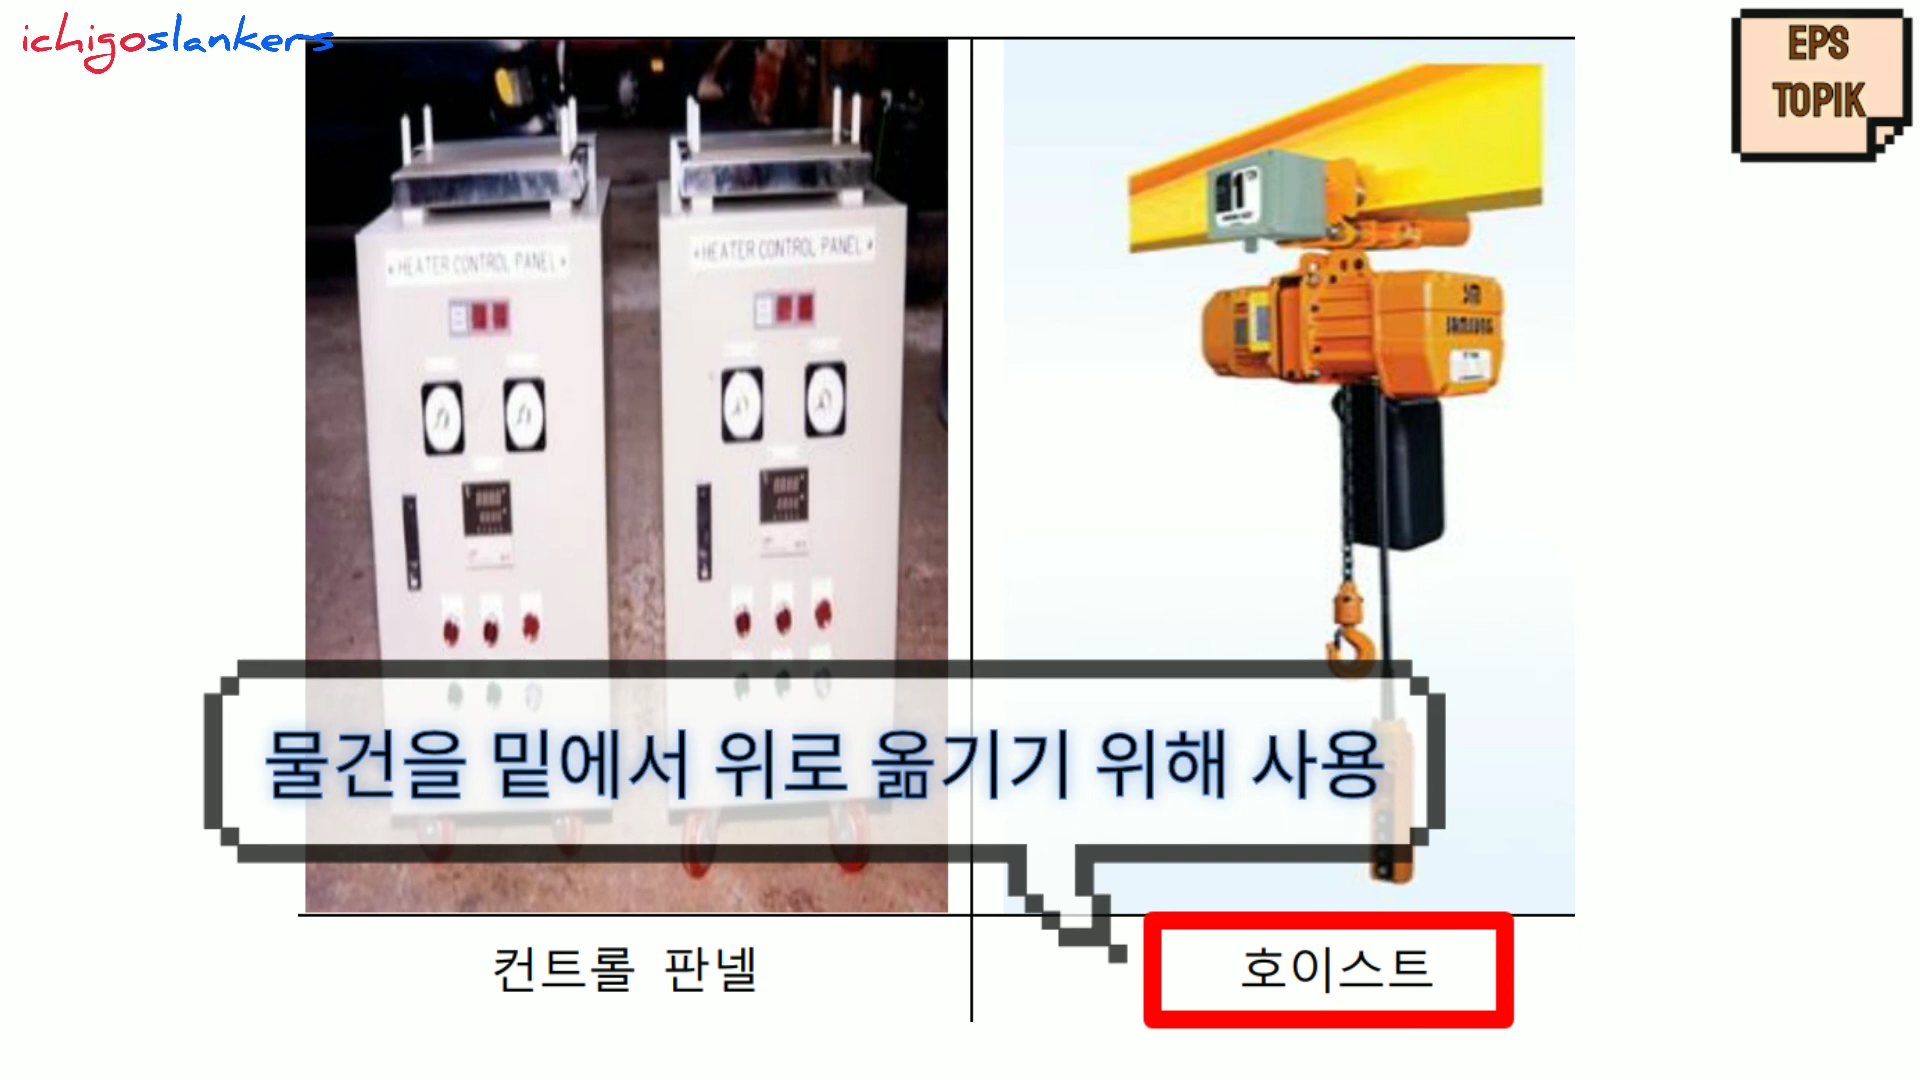 ichigoslankers
EPS
TOPIK
HEATER CONTROL PANEL
HEATER CONTROL PANEL
SAMSUNG
물건을 밑에서 위로 옮기기 위해 사용
컨트롤 판넬
호이스트